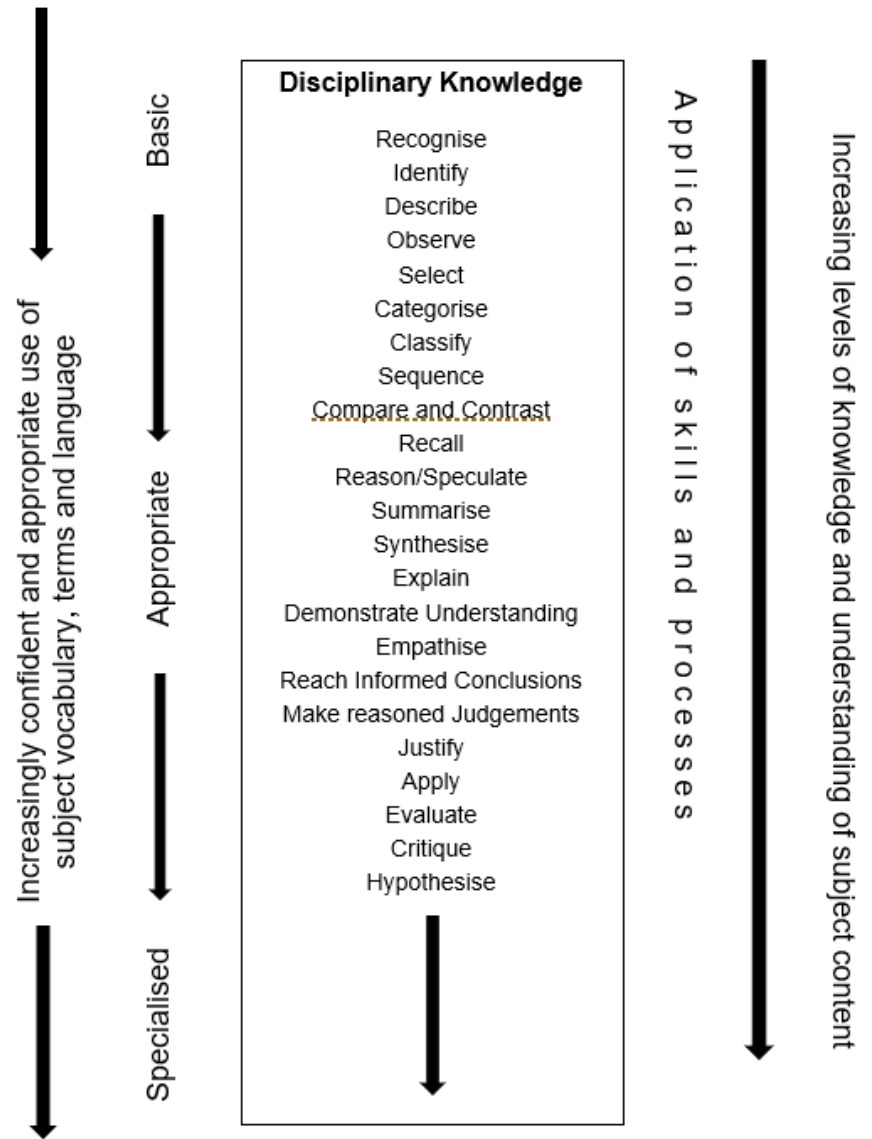 Increasingly confident and appropriate use of
subject vocabulary, terms and language
Basic
Appropriate
Specialised
Disciplinary Knowledge
Recognise
Identify
Describe
Observe
Select
Categorise
Classify
Sequence
Compare and Contrast
Recall
Reason/Speculate
Summarise
Synthesise
Explain
Demonstrate Understanding
Empathise
Reach Informed Conclusions
Make reasoned Judgements
Justify
Apply
Evaluate
Critique
Hypothesise
Application of skills and processes
Increasing levels of knowledge and understanding of subject content